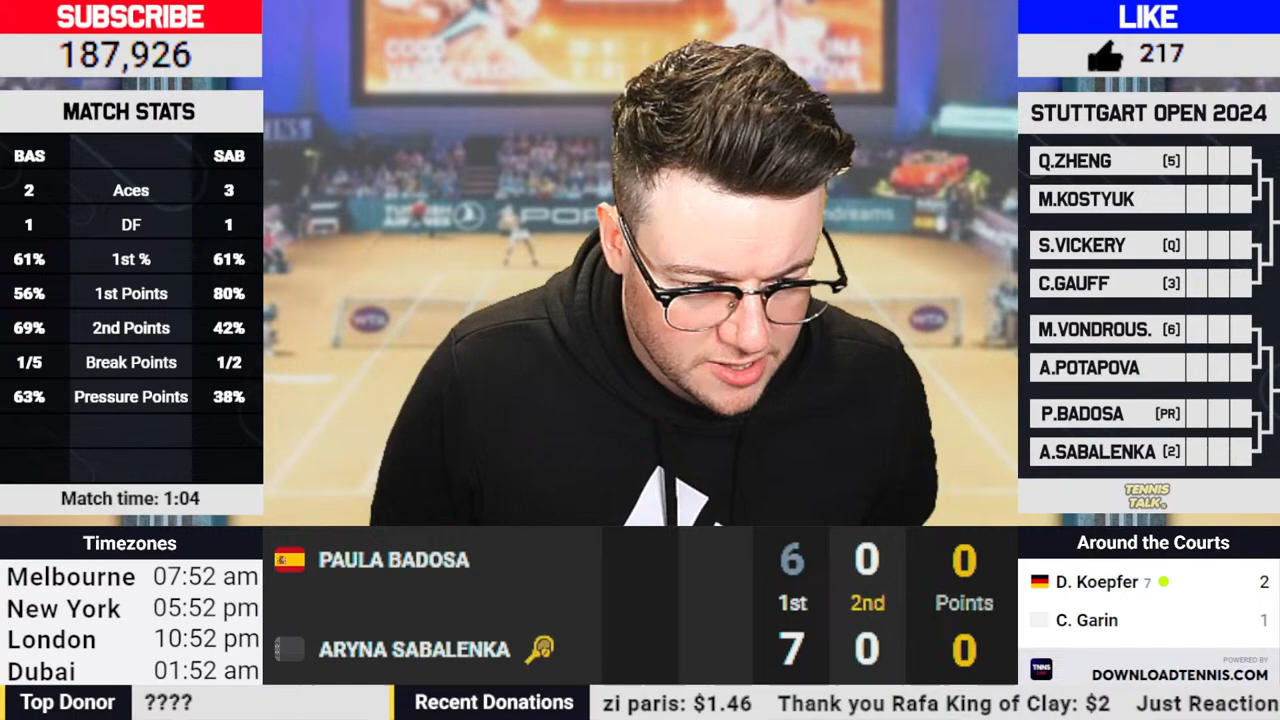 SUBSCRIBE
187,926
MATCH STATS
BAS SAB
2 Aces 3
1 DF 1
61% 1st % 61%
56% 1st Points 80%
69% 2nd Points 42%
1/5 Break Points 1/2
63% Pressure Points 38%
Match time: 1:04
Timezones
Melbourne 07:52 am
New York 05:52 pm
London 10:52 pm
Dubai 01:52 am
LIKE
217
STUTTGART OPEN 2024
Q.ZHENG [5]
M.KOSTYUK
S.VICKERY [Q]
C.GAUFF [3]
M.VONDROUS. [6]
A.POTAPOVA
P.BADOSA [PR]
A.SABALENKA [2]
TENNIS
TALK.
PAULA BADOSA 6 0 0
1st 2nd Points
ARYNA SABALENKA 7 0 0
Around the Courts
D. Koepfer 7 2
C. Garin 1
POWERED BY
TNNS
DOWNLOADTENNIS.COM
Top Donor ???? Recent Donations zi paris: $1.46 Thank you Rafa King of Clay: $2 Just Reaction